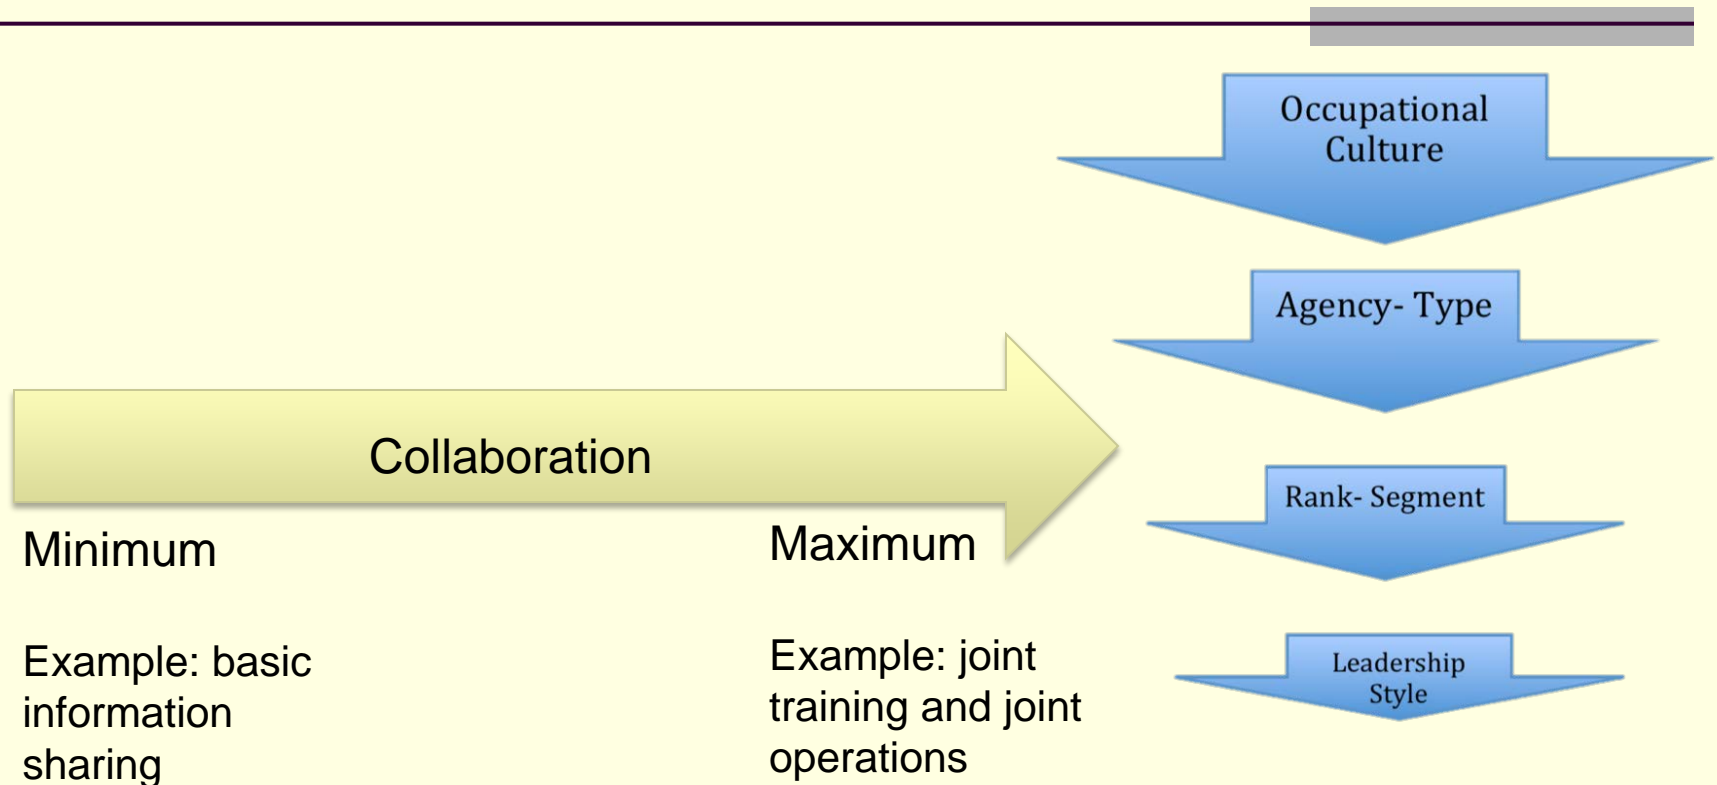 Occupational
Culture
Agency- Type
Rank- Segment
Leadership
Style
Collaboration
Minimum
Example: basic
information
sharing
Maximum
Example: joint
training and joint
operations